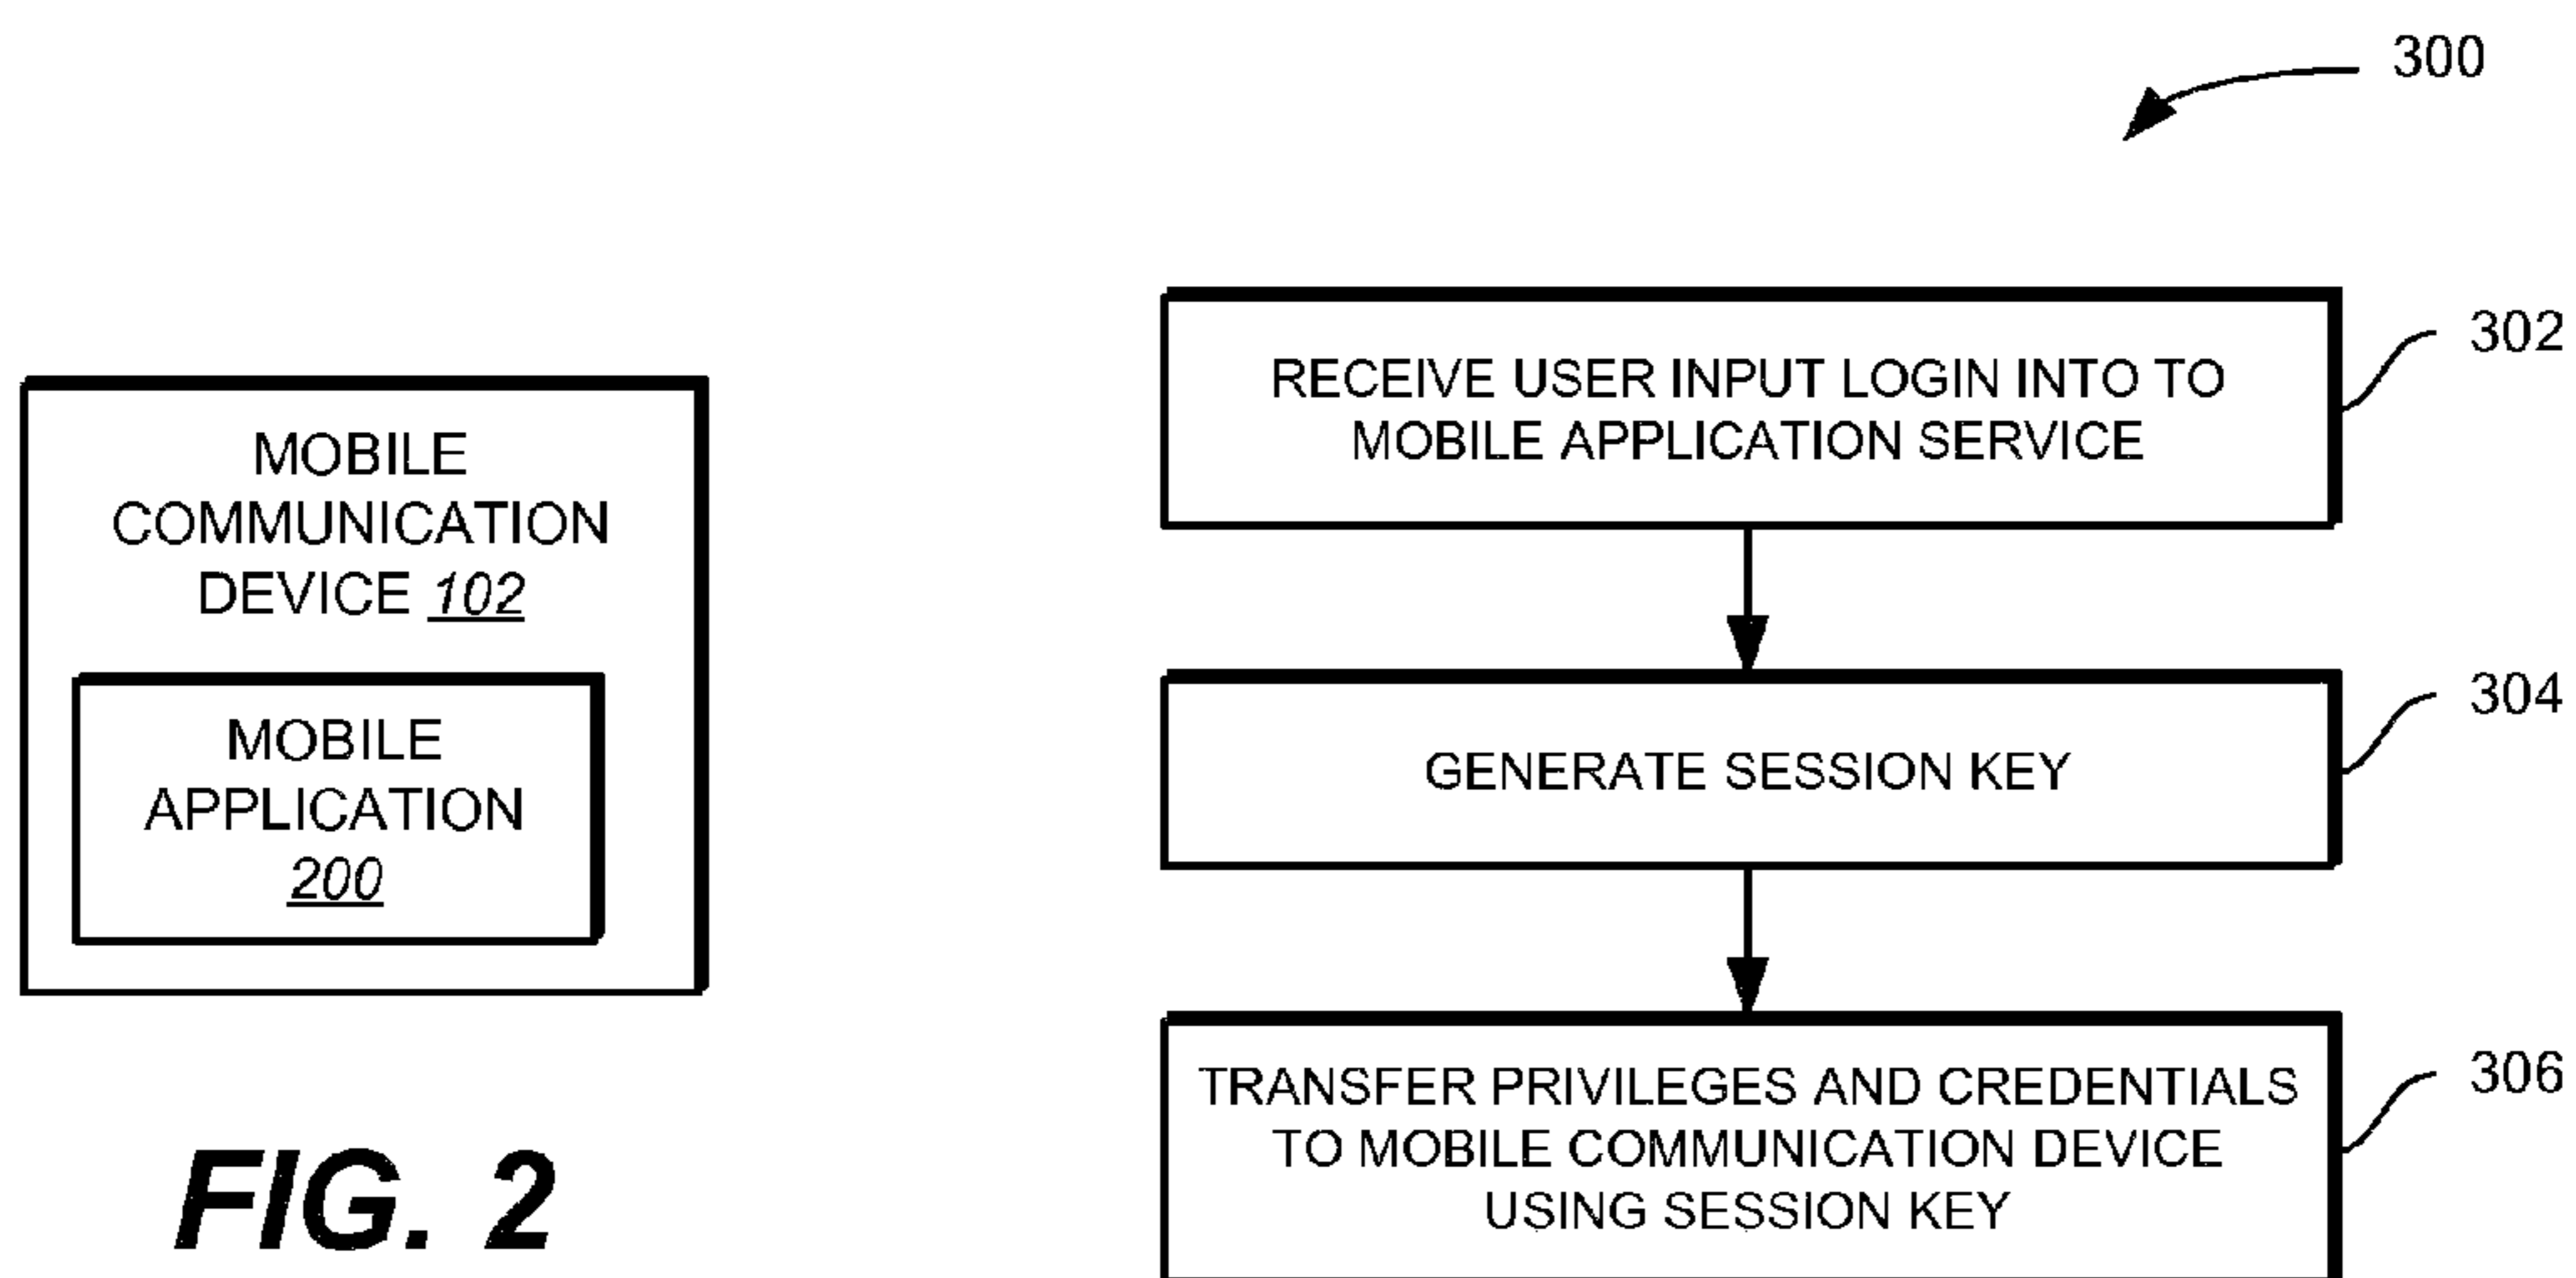 MOBILE
COMMUNICATION
DEVICE 102
MOBILE
APPLICATION
200
FIG. 2
300
RECEIVE USER INPUT LOGIN INTO TO
MOBILE APPLICATION SERVICE
302
GENERATE SESSION KEY
304
TRANSFER PRIVILEGES AND CREDENTIALS
TO MOBILE COMMUNICATION DEVICE
USING SESSION KEY
306